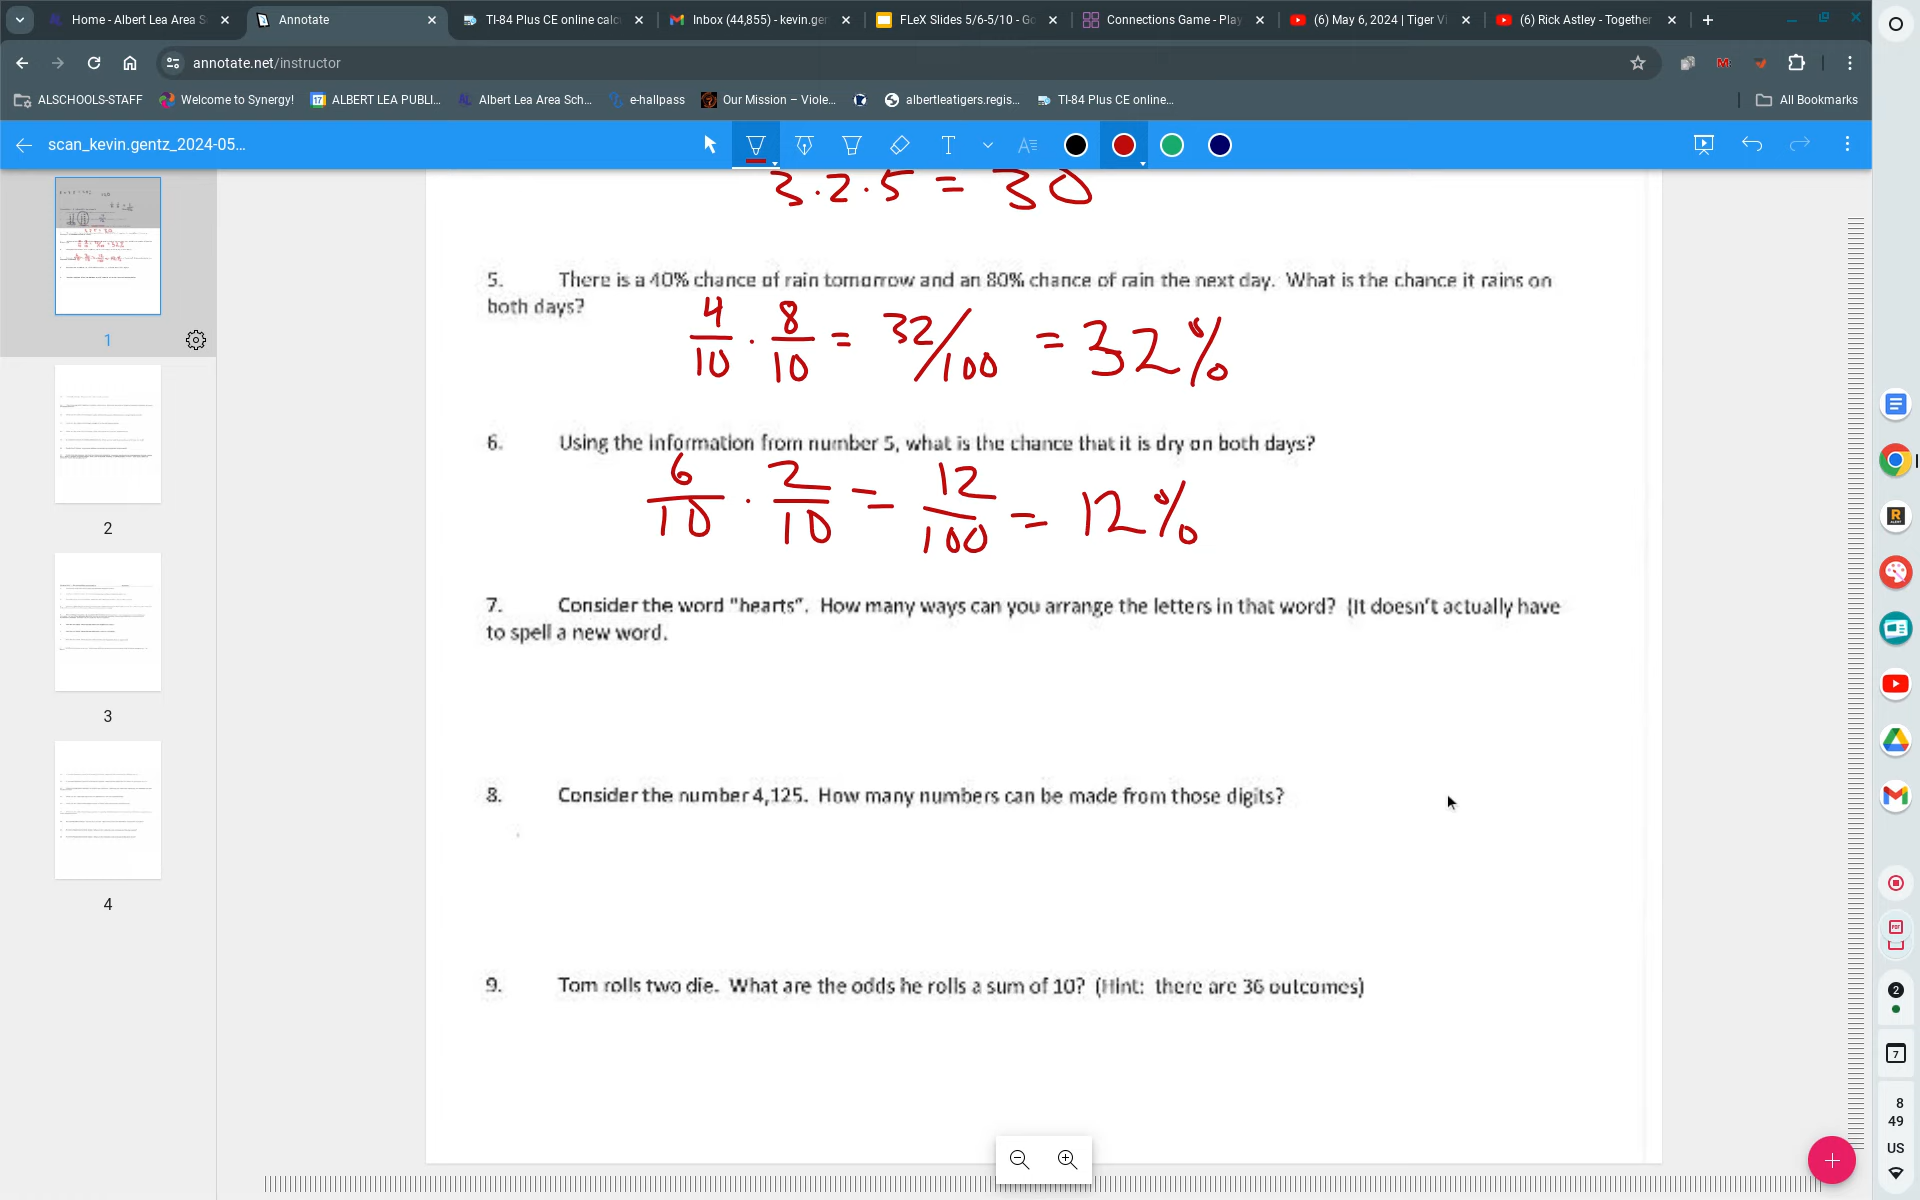 Home - Albert Lea Area S
Annotate
TI-84 Plus CE online calc
Inbox (44,855) - kevin.ger
FLeX Slides 5/6-5/10 - Go
Connections Game - Play
(6) May 6, 2024 | Tiger Vi
(6) Rick Astley - Together
annotate.net/instructor
ALSCHOOLS-STAFF
Welcome to Synergy!
17
ALBERT LEA PUBLI...
Albert Lea Area Sch...
e-hallpass
Our Mission – Viole...
albertleatigers.regis...
TI-84 Plus CE online...
All Bookmarks
scan_kevin.gentz_2024-05...
3 · 2 · 5 = 30
5. There is a 40% chance of rain tomorrow and an 80% chance of rain the next day. What is the chance it rains on
both days?
4/10 · 8/10 = 32/100 = 32%
6. Using the information from number 5, what is the chance that it is dry on both days?
6/10 · 2/10 = 12/100 = 12%
7. Consider the word "hearts". How many ways can you arrange the letters in that word? (It doesn't actually have
to spell a new word.
8. Consider the number 4,125. How many numbers can be made from those digits?
9. Tom rolls two die. What are the odds he rolls a sum of 10? (Hint: there are 36 outcomes)
1
2
3
4
2
7
8
49
US